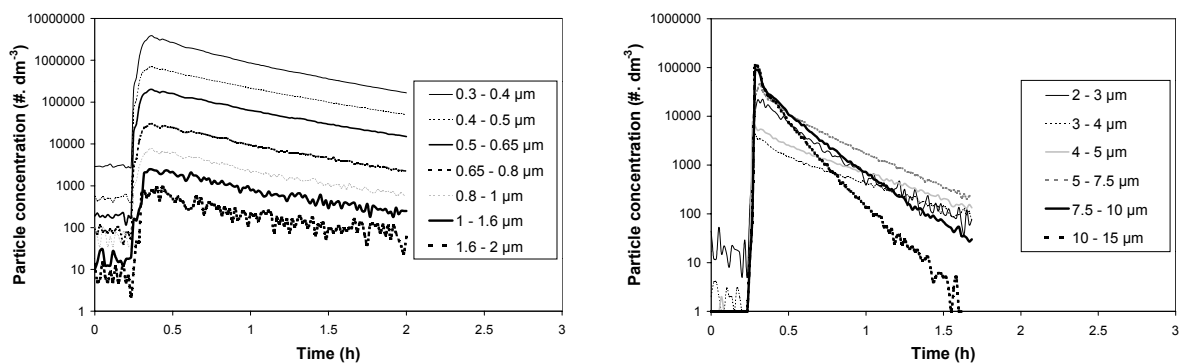 Particle concentration (#. dm-3)
10000000
1000000
100000
10000
1000
100
10
1
0 0.5 1 1.5 2 2.5 3
Time (h)
0.3 - 0.4 µm
0.4 - 0.5 µm
0.5 - 0.65 µm
0.65 - 0.8 µm
0.8 - 1 µm
1 - 1.6 µm
1.6 - 2 µm
Particle concentration (#. dm-3)
1000000
100000
10000
1000
100
10
1
0 0.5 1 1.5 2 2.5 3
Time (h)
2 - 3 µm
3 - 4 µm
4 - 5 µm
5 - 7.5 µm
7.5 - 10 µm
10 - 15 µm